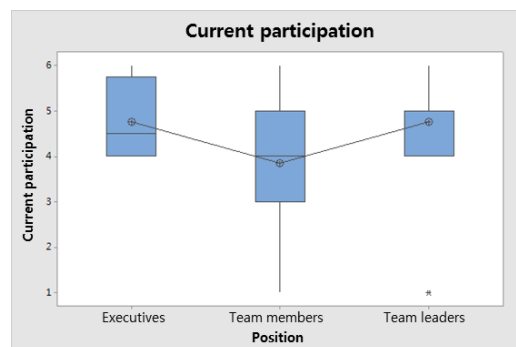 Current participation
Current participation
6
5
4
3
2
1
Executives Team members Team leaders
Position